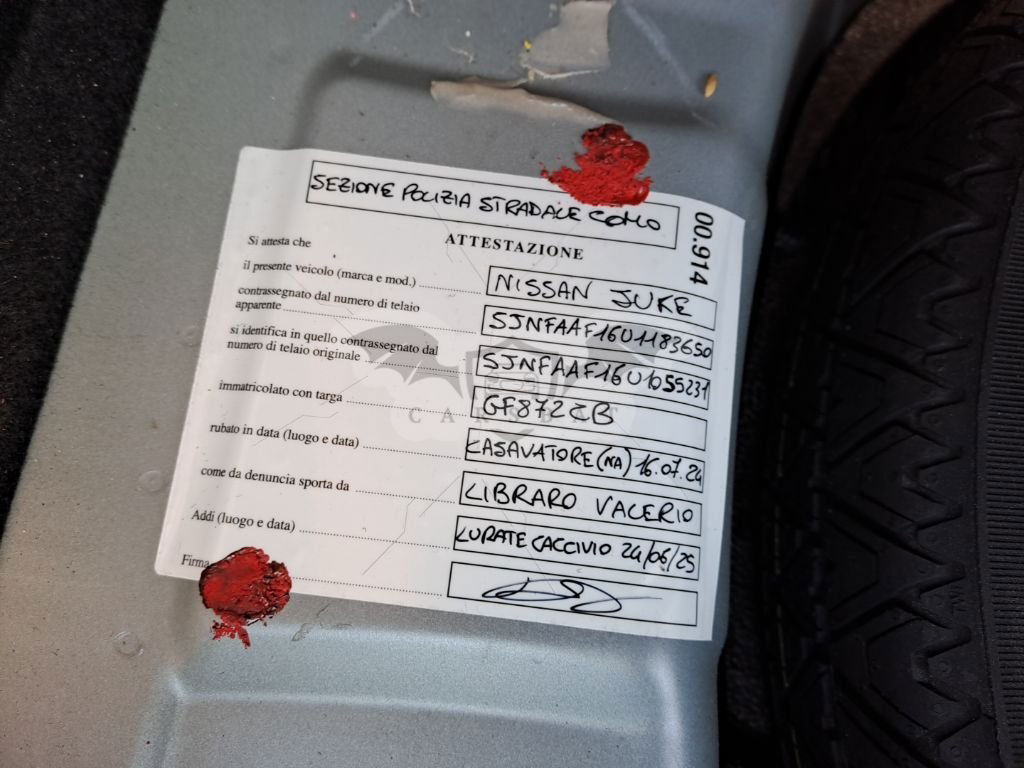 SEZIONE POLIZIA STRADALE COMO
00.914
ATTESTAZIONE
Si attesta che
il presente veicolo (marca e mod.) NISSAN JUKE
contrassegnato dal numero di telaio
apparente SJNFAAF16U1183650
si identifica in quello contrassegnato dal
numero di telaio originale SJNFAAF16U1055231
immatricolato con targa GF872ZB
CARSDNT
rubato in data (luogo e data) CASAVATORE (NA) 16.07.24
come da denuncia sporta da LIBRARO VALERIO
Addì (luogo e data) LURATE CACCIVIO 24/06/25
Firma